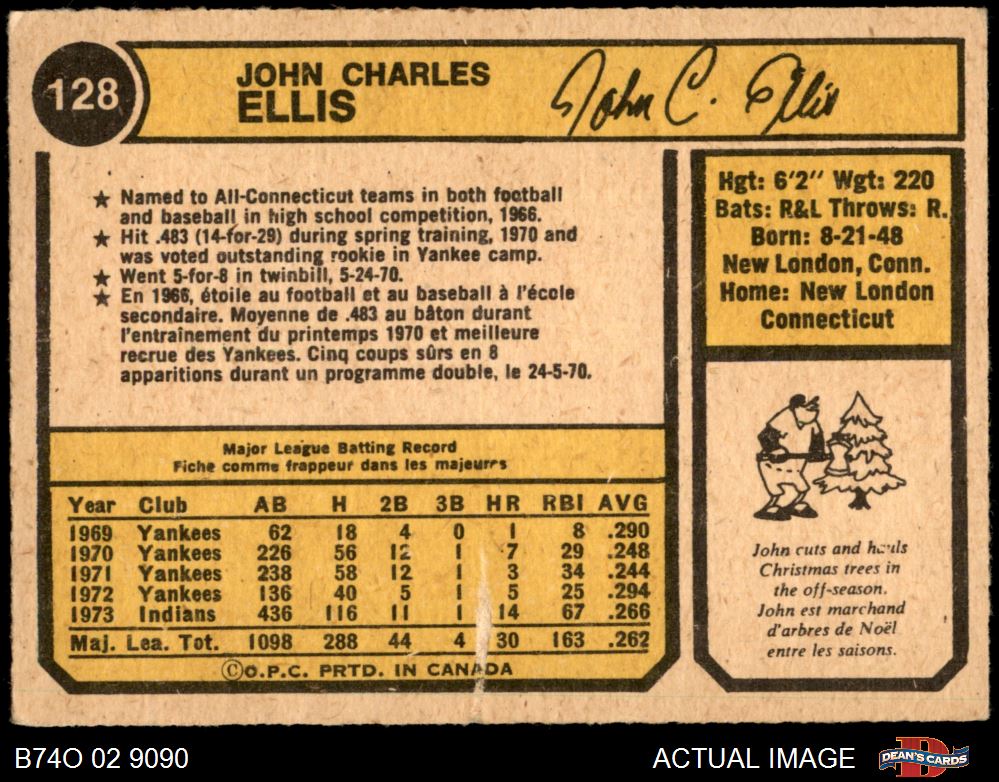 128
JOHN CHARLES
ELLIS
John C. Ellis
★ Named to All-Connecticut teams in both football
and baseball in high school competition, 1966.
★ Hit .483 (14-for-29) during spring training, 1970 and
was voted outstanding rookie in Yankee camp.
★ Went 5-for-8 in twinbill, 5-24-70.
★ En 1966, étoile au football et au baseball à l'école
secondaire. Moyenne de .483 au bâton durant
l'entraînement du printemps 1970 et meilleure
recrue des Yankees. Cinq coups sûrs en 8
apparitions durant un programme double, le 24-5-70.
Hgt: 6'2" Wgt: 220
Bats: R&L Throws: R.
Born: 8-21-48
New London, Conn.
Home: New London
Connecticut
Major League Batting Record
Fiche comme frappeur dans les majeures
Year Club AB H 2B 3B HR RBI AVG
1969 Yankees 62 18 4 0 1 8 .290
1970 Yankees 226 56 12 1 7 29 .248
1971 Yankees 238 58 12 1 3 34 .244
1972 Yankees 136 40 5 1 5 25 .294
1973 Indians 436 116 11 1 14 67 .266
Maj. Lea. Tot. 1098 288 44 4 30 163 .262
©O.P.C. PRTD. IN CANADA
John cuts and hauls
Christmas trees in
the off-season.
John est marchand
d'arbres de Noël
entre les saisons.
B74O 02 9090
ACTUAL IMAGE
DEAN'S CARDS